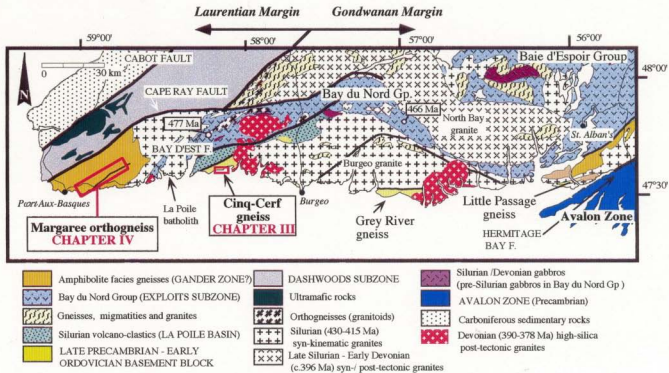 Laurentian Margin Gondwanan Margin
59°00' 58°00' 57°00' 56°00'
CABOT FAULT
Baie d'Espoir Group
48°00'
0 30 km
CAPE RAY FAULT
Bay du Nord Gp.
N
477 Ma
466 Ma
North Bay
granite
St. Alban's
BAY D'EST F.
Burgeo granite
Port-Aux-Basques
La Poile
batholith
Cinq-Cerf
gneiss
CHAPTER III
Burgeo
Grey River
gneiss
Little Passage
gneiss
47°30'
Margaree orthogneiss
CHAPTER IV
Avalon Zone
HERMITAGE
BAY F.
Amphibolite facies gneisses (GANDER ZONE?)
Bay du Nord Group (EXPLOITS SUBZONE)
Gneisses, migmatities and granites
Silurian volcano-clastics (LA POILE BASIN)
LATE PRECAMBRIAN - EARLY
ORDOVICIAN BASEMENT BLOCK
DASHWOODS SUBZONE
Ultramafic rocks
Orthogneisses (granitoids)
Silurian (430-415 Ma)
syn-kinematic granites
Late Silurian - Early Devonian
(c.396 Ma) syn-/ post-tectonic granites
Silurian /Devonian gabbros
(pre-Silurian gabbros in Bay du Nord Gp )
AVALON ZONE (Precambrian)
Carboniferous sedimentary rocks
Devonian (390-378 Ma) high-silica
post-tectonic granites